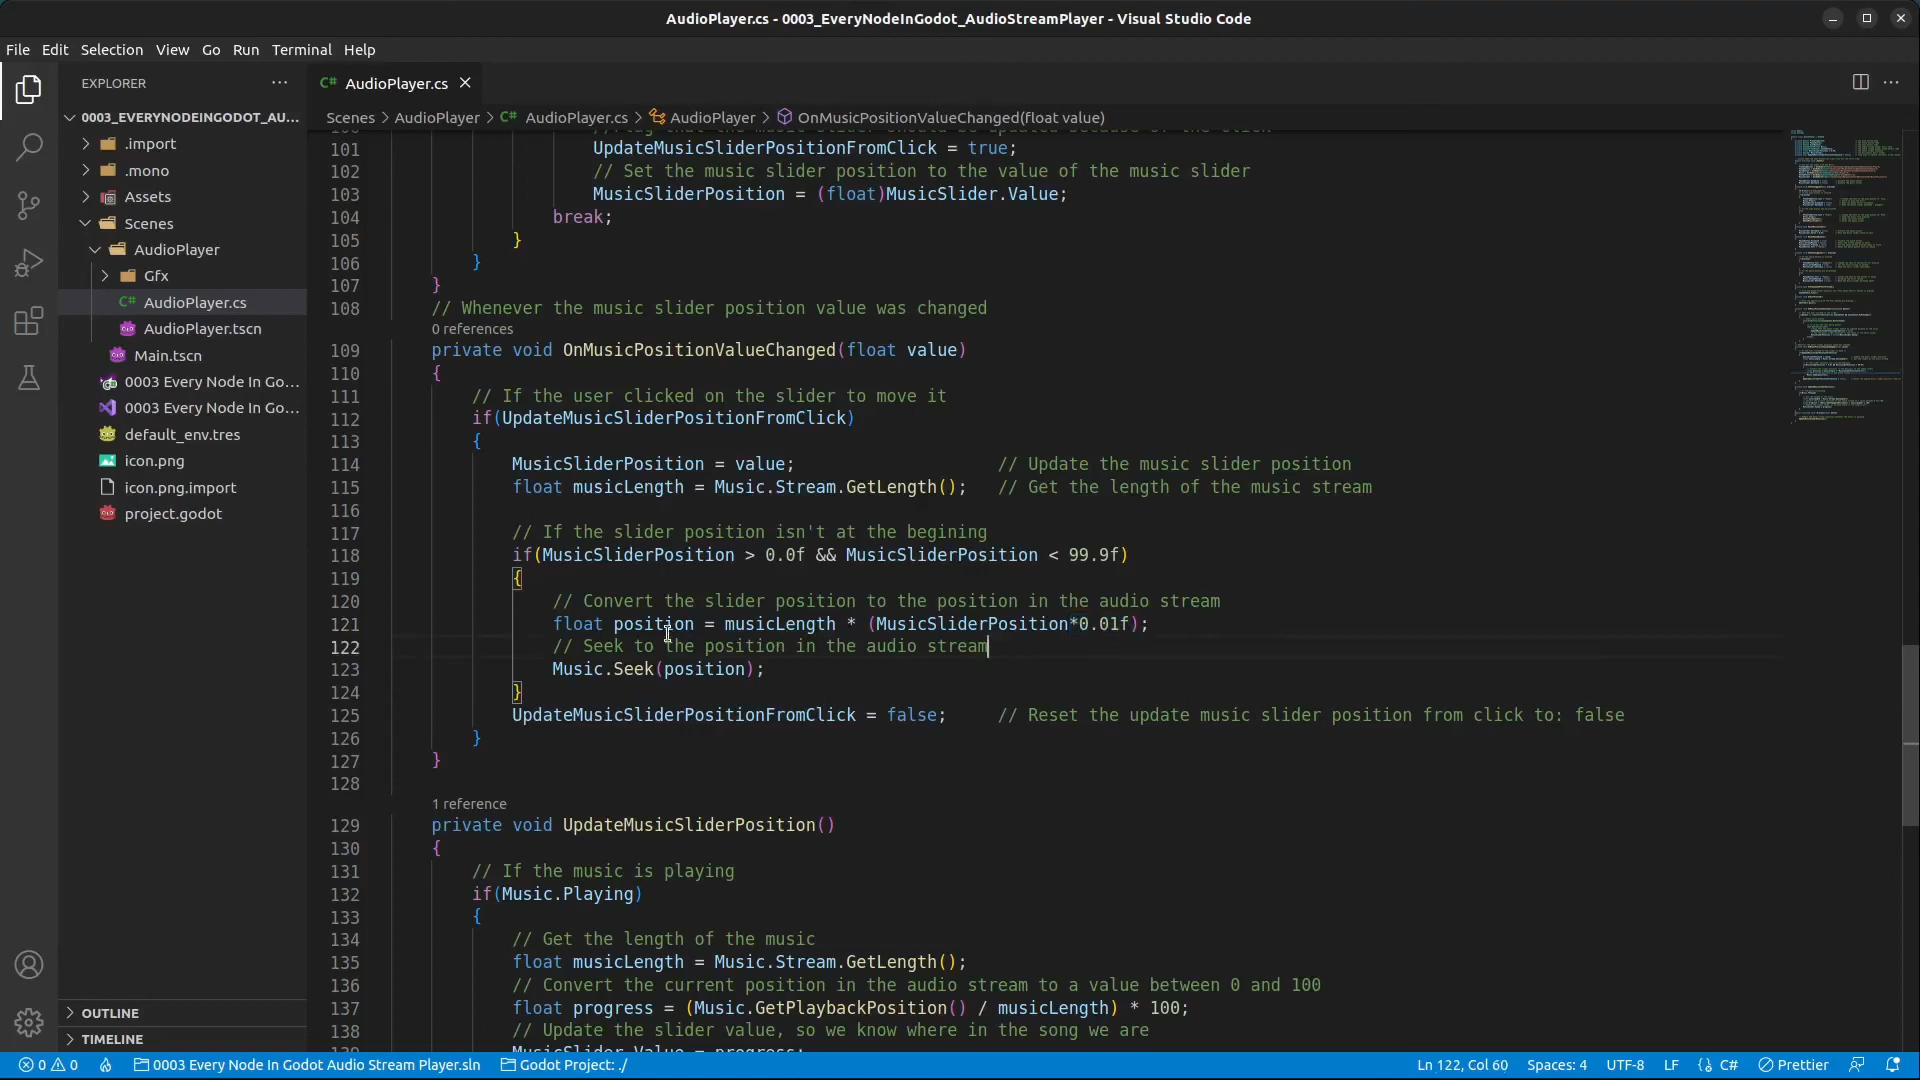 AudioPlayer.cs - 0003_EveryNodeInGodot_AudioStreamPlayer - Visual Studio Code
File Edit Selection View Go Run Terminal Help
EXPLORER
0003_EVERYNODEINGODOT_AU...
.import
.mono
Assets
Scenes
AudioPlayer
Gfx
C# AudioPlayer.cs
AudioPlayer.tscn
Main.tscn
0003 Every Node In Go...
0003 Every Node In Go...
default_env.tres
icon.png
icon.png.import
project.godot
OUTLINE
TIMELINE
C# AudioPlayer.cs
Scenes > AudioPlayer > C# AudioPlayer.cs > AudioPlayer > OnMusicPositionValueChanged(float value)
101 UpdateMusicSliderPositionFromClick = true;
102 // Set the music slider position to the value of the music slider
103 MusicSliderPosition = (float)MusicSlider.Value;
104 break;
105 }
106 }
107 }
108 // Whenever the music slider position value was changed
0 references
109 private void OnMusicPositionValueChanged(float value)
110 {
111 // If the user clicked on the slider to move it
112 if(UpdateMusicSliderPositionFromClick)
113 {
114 MusicSliderPosition = value; // Update the music slider position
115 float musicLength = Music.Stream.GetLength(); // Get the length of the music stream
116
117 // If the slider position isn't at the begining
118 if(MusicSliderPosition > 0.0f && MusicSliderPosition < 99.9f)
119 {
120 // Convert the slider position to the position in the audio stream
121 float position = musicLength * (MusicSliderPosition*0.01f);
122 // Seek to the position in the audio stream
123 Music.Seek(position);
124 }
125 UpdateMusicSliderPositionFromClick = false; // Reset the update music slider position from click to: false
126 }
127 }
128
1 reference
129 private void UpdateMusicSliderPosition()
130 {
131 // If the music is playing
132 if(Music.Playing)
133 {
134 // Get the length of the music
135 float musicLength = Music.Stream.GetLength();
136 // Convert the current position in the audio stream to a value between 0 and 100
137 float progress = (Music.GetPlaybackPosition() / musicLength) * 100;
138 // Update the slider value, so we know where in the song we are
139 MusicSlider.Value = progress;
0 0 0003 Every Node In Godot Audio Stream Player.sln Godot Project: ./ Ln 122, Col 60 Spaces: 4 UTF-8 LF {} C# Prettier